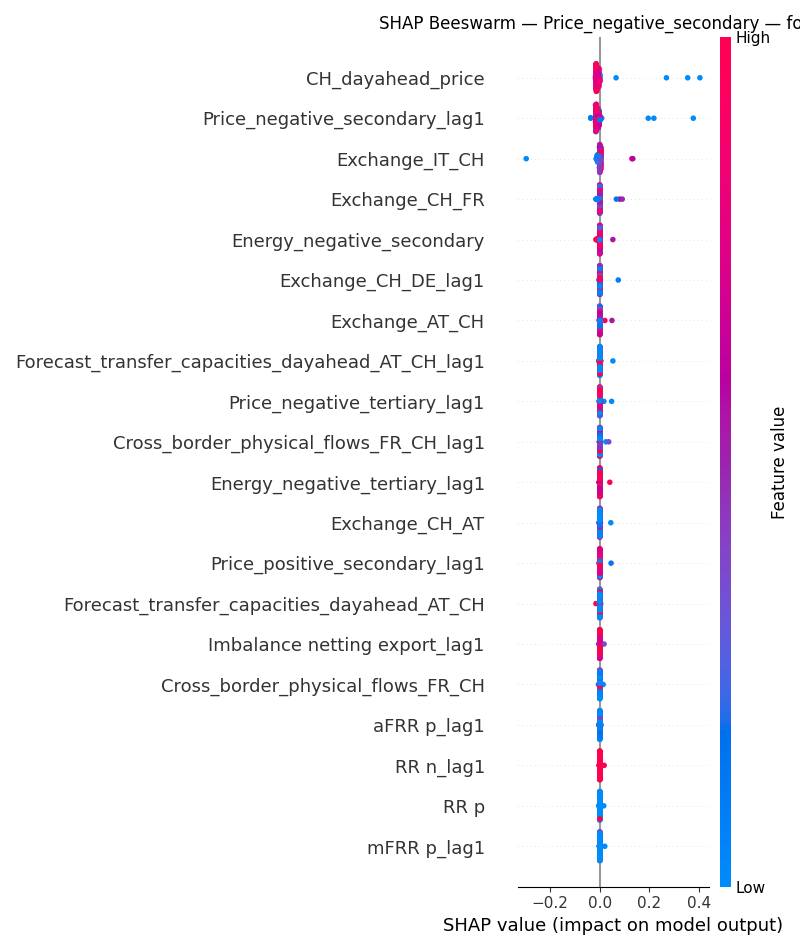 SHAP Beeswarm — Price_negative_secondary — fo
High
CH_dayahead_price
Price_negative_secondary_lag1
Exchange_IT_CH
Exchange_CH_FR
Energy_negative_secondary
Exchange_CH_DE_lag1
Exchange_AT_CH
Forecast_transfer_capacities_dayahead_AT_CH_lag1
Price_negative_tertiary_lag1
Cross_border_physical_flows_FR_CH_lag1
Energy_negative_tertiary_lag1
Exchange_CH_AT
Price_positive_secondary_lag1
Forecast_transfer_capacities_dayahead_AT_CH
Imbalance netting export_lag1
Cross_border_physical_flows_FR_CH
aFRR p_lag1
RR n_lag1
RR p
mFRR p_lag1
Feature value
Low
−0.2 0.0 0.2 0.4
SHAP value (impact on model output)